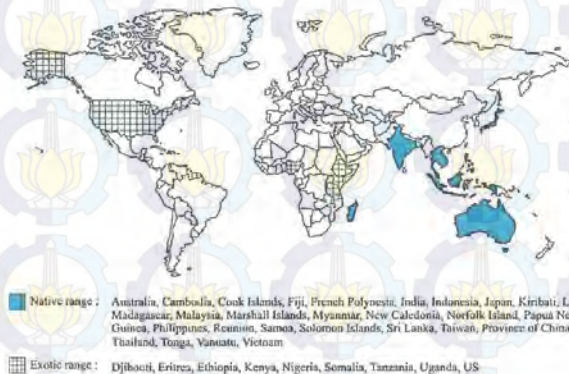 Native range : Australia, Cambodia, Cook Islands, Fiji, French Polynesia, India, Indonesia, Japan, Kiribati,
Madagascar, Malaysia, Marshall Islands, Myanmar, New Caledonia, Norfolk Island, Papua
Guinea, Philippines, Reunion, Samoa, Solomon Islands, Sri Lanka, Taiwan, Province of China
Thailand, Tonga, Vanuatu, Vietnam
Exotic range : Djibouti, Eritrea, Ethiopia, Kenya, Nigeria, Somalia, Tanzania, Uganda, US